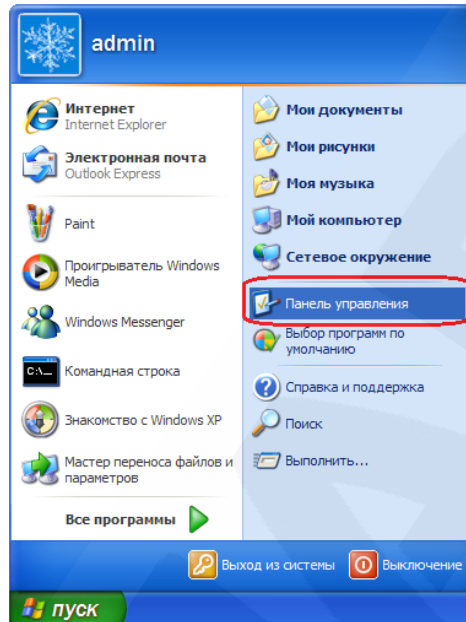 admin
Интернет
Internet Explorer
Электронная почта
Outlook Express
Paint
Проигрыватель Windows
Media
Windows Messenger
C:\_
Командная строка
Знакомство с Windows XP
Мастер переноса файлов и
параметров
Все программы
Мои документы
Мои рисунки
Моя музыка
Мой компьютер
Сетевое окружение
Панель управления
Выбор программ по
умолчанию
Справка и поддержка
Поиск
Выполнить...
Выход из системы
Выключение
пуск